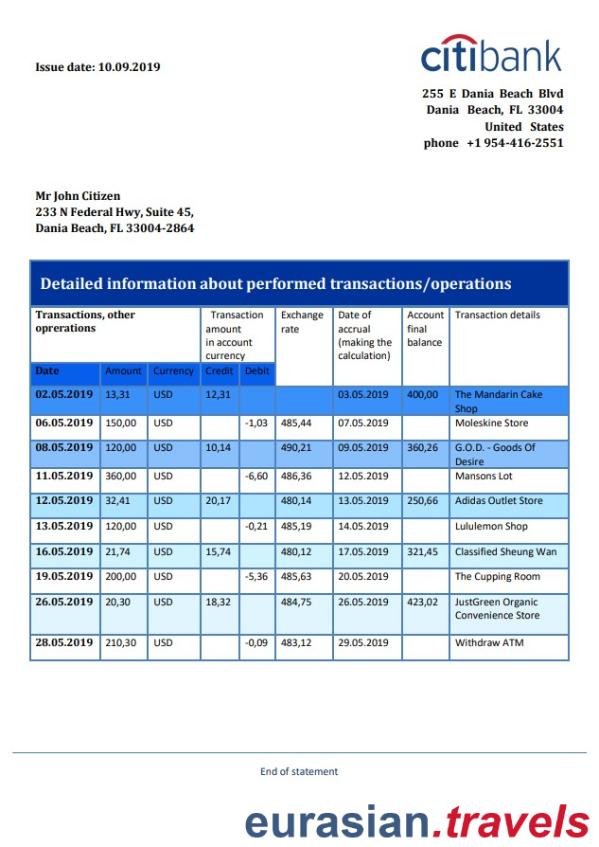 Issue date: 10.09.2019
citibank
255 E Dania Beach Blvd
Dania Beach, FL 33004
United States
phone +1 954-416-2551
Mr John Citizen
233 N Federal Hwy, Suite 45,
Dania Beach, FL 33004-2864
Detailed information about performed transactions/operations
Transactions, other oprerations Transaction amount in account currency Exchange rate Date of accrual (making the calculation) Account final balance Transaction details
Date Amount Currency Credit Debit
02.05.2019 13,31 USD 12,31 03.05.2019 400,00 The Mandarin Cake Shop
06.05.2019 150,00 USD -1,03 485,44 07.05.2019 Moleskine Store
08.05.2019 120,00 USD 10,14 490,21 09.05.2019 360,26 G.O.D. - Goods Of Desire
11.05.2019 360,00 USD -6,60 486,36 12.05.2019 Mansons Lot
12.05.2019 32,41 USD 20,17 480,14 13.05.2019 250,66 Adidas Outlet Store
13.05.2019 120,00 USD -0,21 485,19 14.05.2019 Lululemon Shop
16.05.2019 21,74 USD 15,74 480,12 17.05.2019 321,45 Classified Sheung Wan
19.05.2019 200,00 USD -5,36 485,63 20.05.2019 The Cupping Room
26.05.2019 20,30 USD 18,32 484,75 26.05.2019 423,02 JustGreen Organic Convenience Store
28.05.2019 210,30 USD -0,09 483,12 29.05.2019 Withdraw ATM
End of statement
eurasian.travels